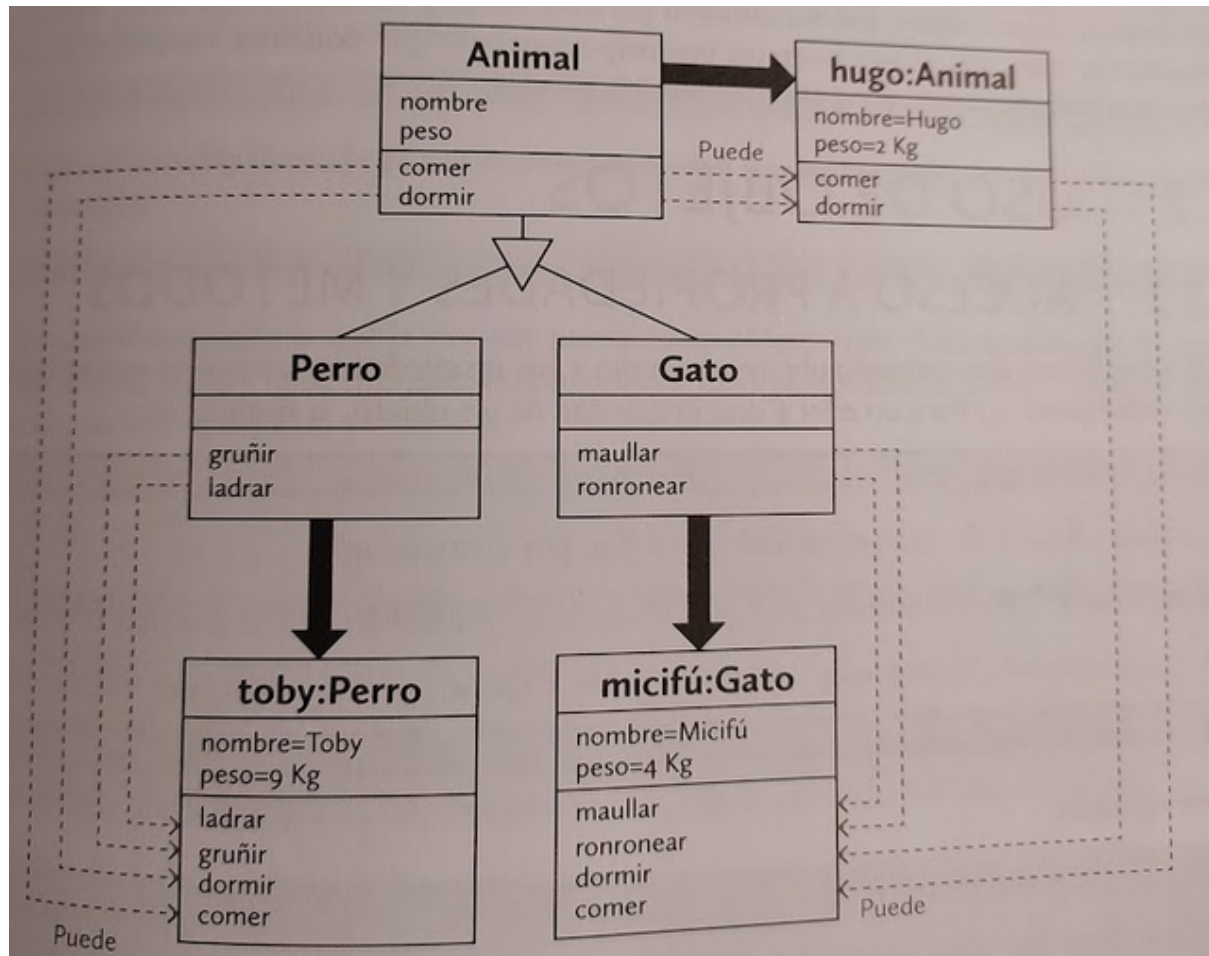 Animal
nombre
peso
comer
dormir
Puede
hugo:Animal
nombre=Hugo
peso=2 Kg
comer
dormir
Perro
gruñir
ladrar
Gato
maullar
ronronear
toby:Perro
nombre=Toby
peso=9 Kg
ladrar
gruñir
dormir
comer
Puede
micifú:Gato
nombre=Micifú
peso=4 Kg
maullar
ronronear
dormir
comer
Puede